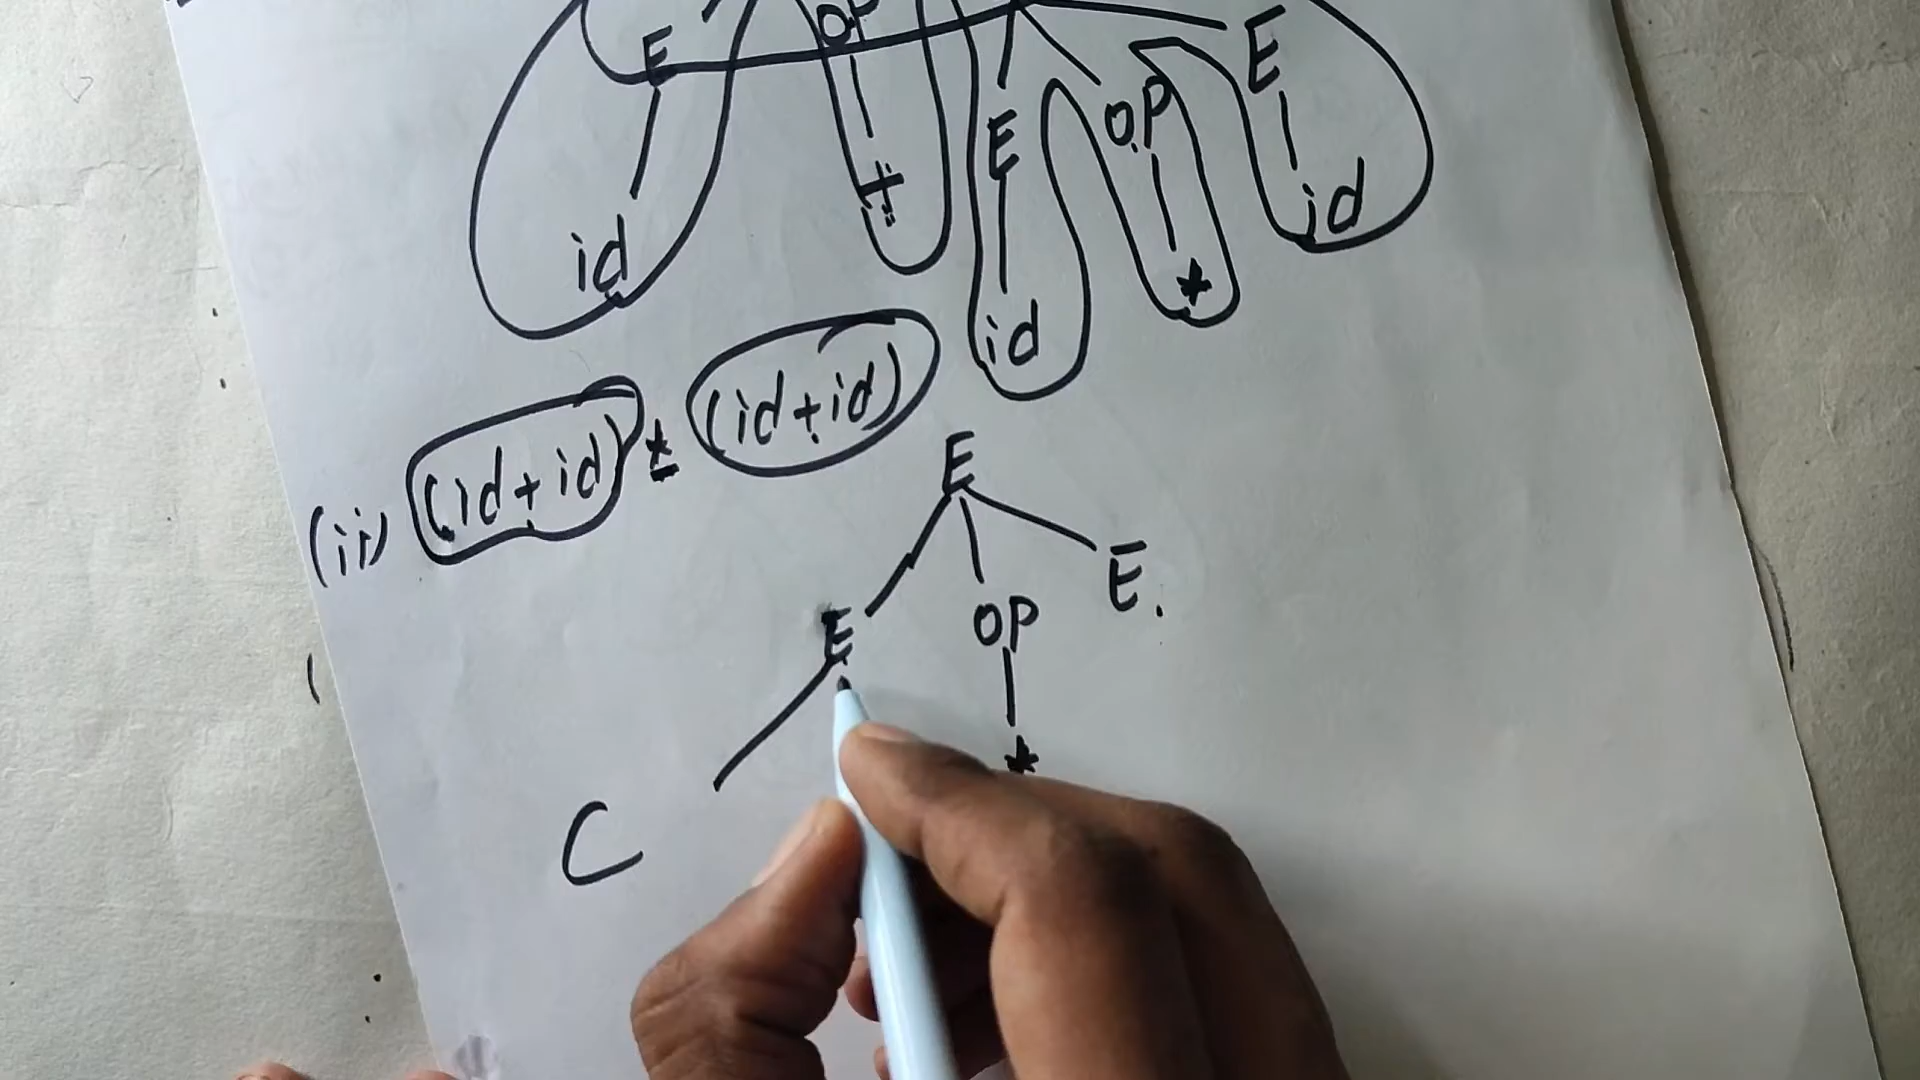 E OP E
E OP
id + id
id *
(ii) (id+id) * (id+id)
E
E OP E.
*
(